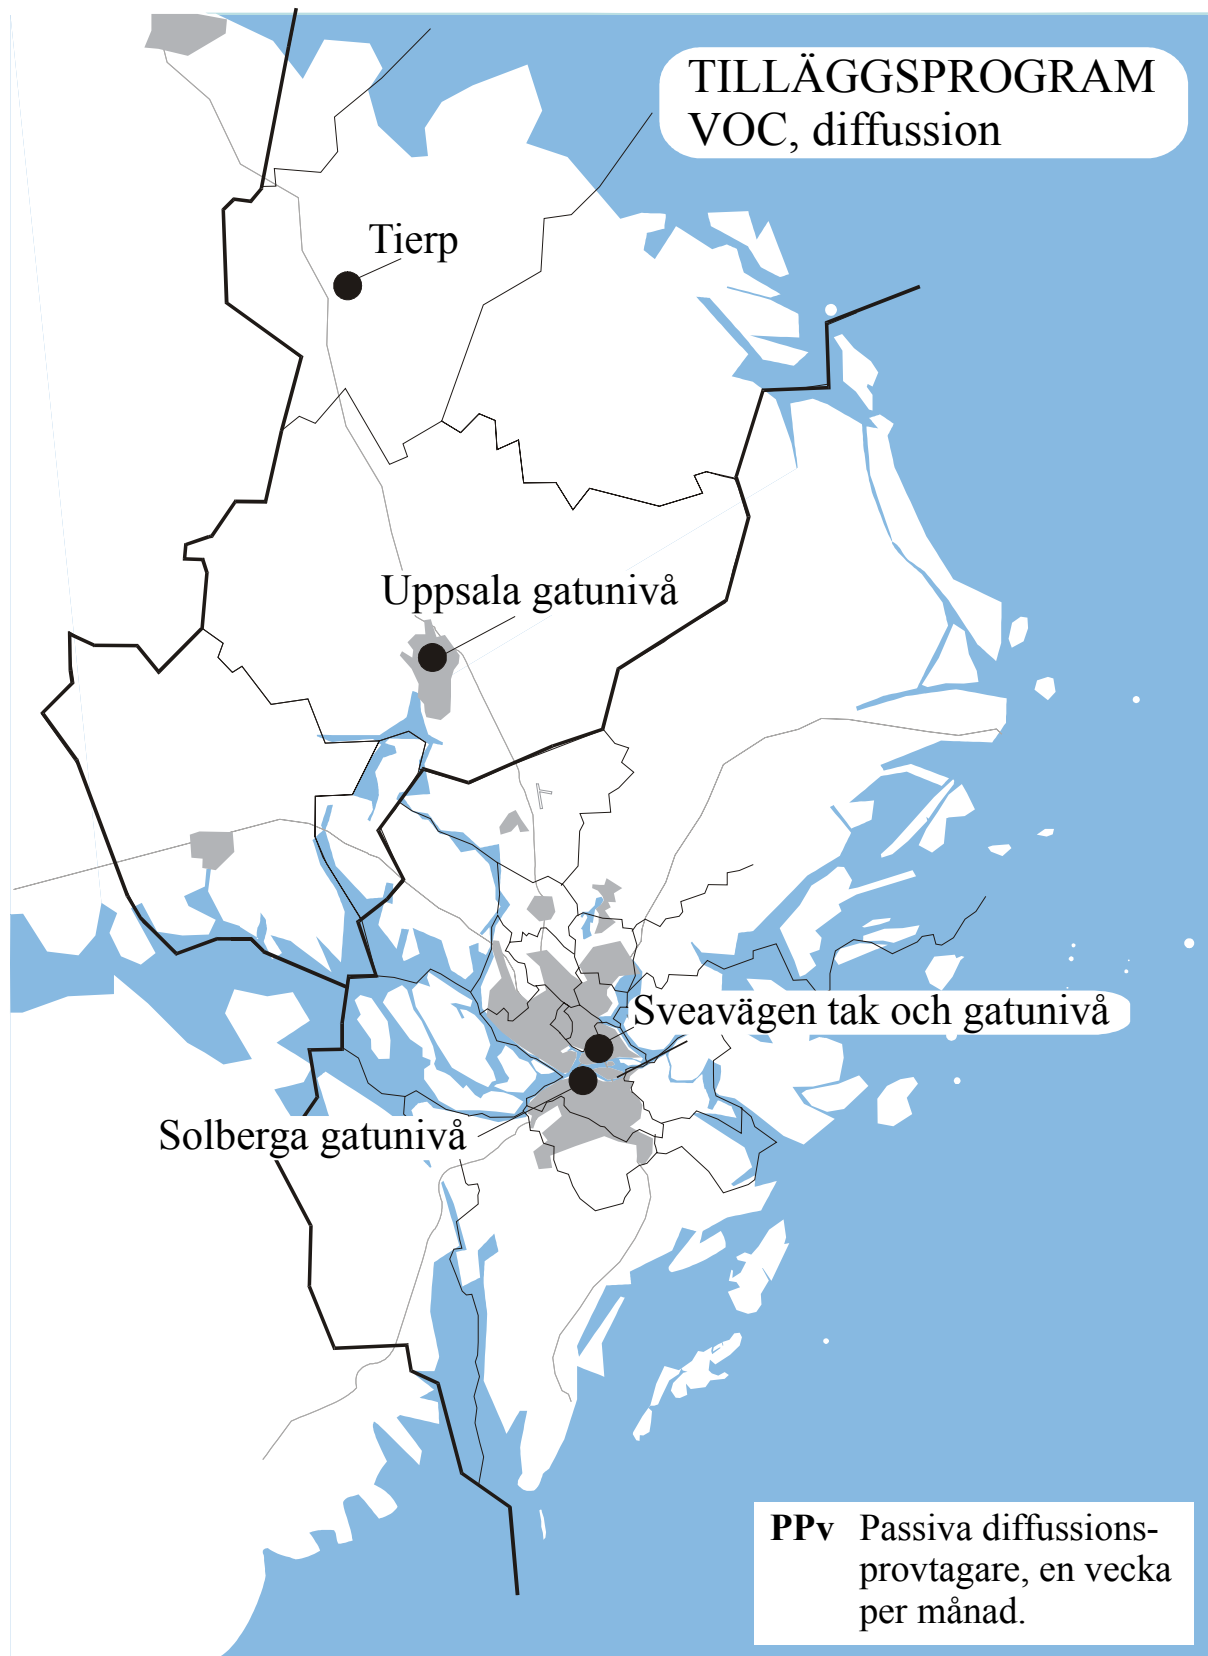 TILLÄGGSPROGRAM
VOC, diffussion
Tierp
Uppsala gatunivå
Sveavägen tak och gatunivå
Solberga gatunivå
PPv Passiva diffussions-
provtagare, en vecka
per månad.